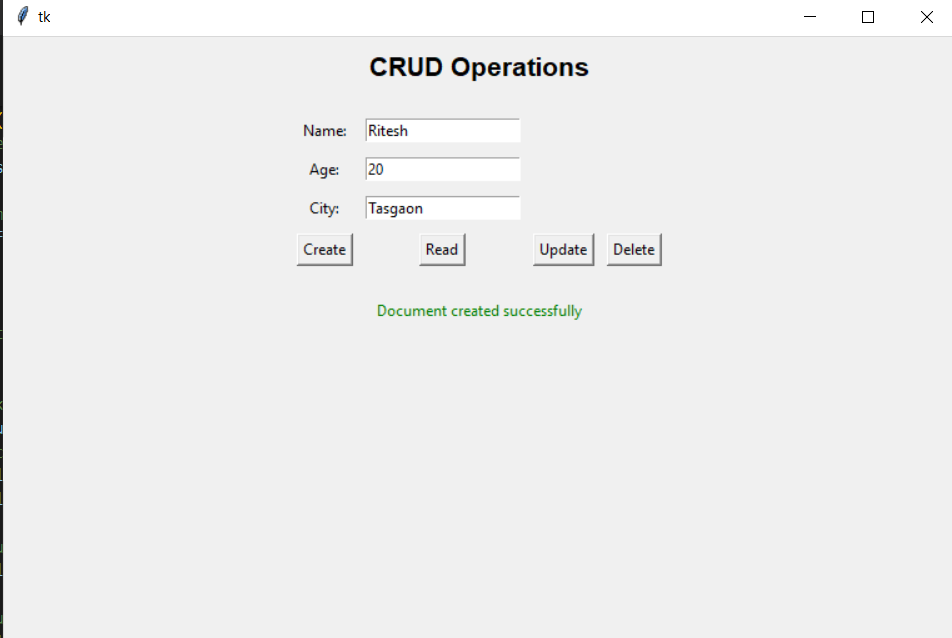 tk
CRUD Operations
Name: Ritesh
Age: 20
City: Tasgaon
Create Read Update Delete
Document created successfully